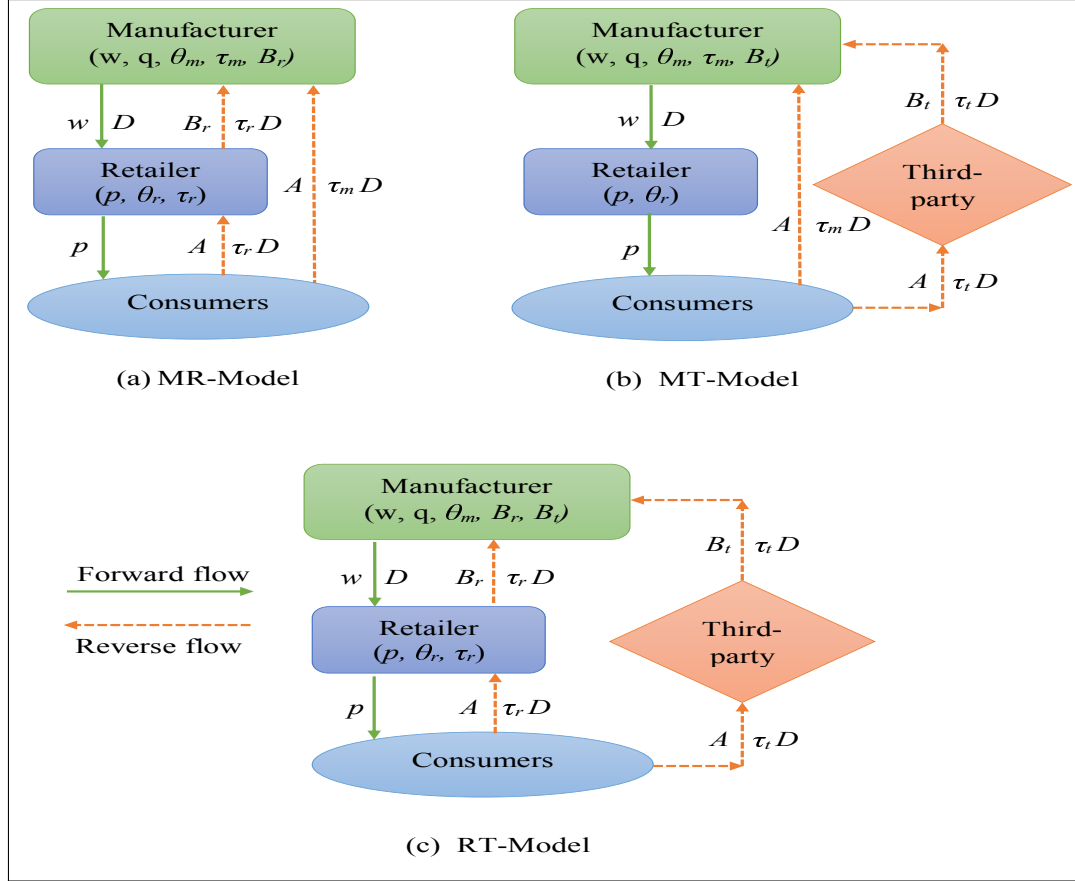 Manufacturer
(w, q, θₘ, τₘ, Bᵣ)
w D Bᵣ τᵣ D
Retailer
(p, θᵣ, τᵣ)
A τₘ D
p A τᵣ D
Consumers
(a) MR-Model
Manufacturer
(w, q, θₘ, τₘ, Bₜ)
w D
Retailer
(p, θᵣ)
p
A τₘ D
Consumers
Bₜ τₜ D
Third-
party
A τₜ D
(b) MT-Model
Forward flow
Reverse flow
Manufacturer
(w, q, θₘ, Bᵣ, Bₜ)
w D Bᵣ τᵣ D
Retailer
(p, θᵣ, τᵣ)
p A τᵣ D
Consumers
Bₜ τₜ D
Third-
party
A τₜ D
(c) RT-Model